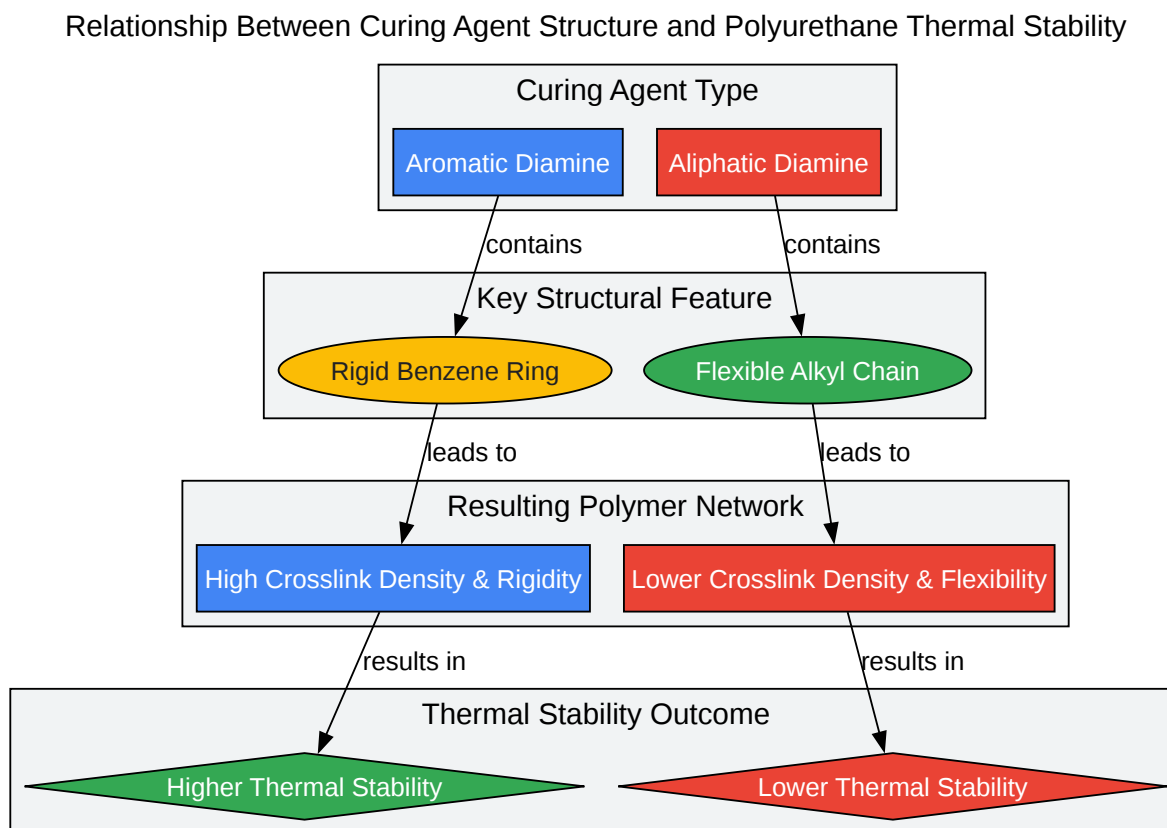 Relationship Between Curing Agent Structure and Polyurethane Thermal Stability
Curing Agent Type
Aromatic Diamine
Aliphatic Diamine
contains
contains
Key Structural Feature
Rigid Benzene Ring
Flexible Alkyl Chain
leads to
leads to
Resulting Polymer Network
High Crosslink Density & Rigidity
Lower Crosslink Density & Flexibility
results in
results in
Thermal Stability Outcome
Higher Thermal Stability
Lower Thermal Stability